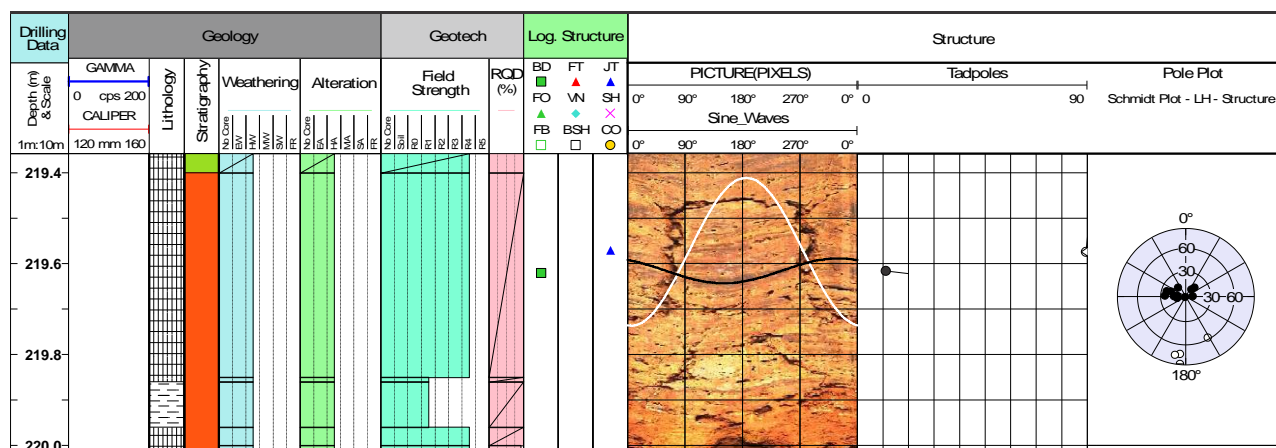 Drilling Data
Geology
Geotech
Log. Structure
Structure
Depth (m) & Scale
1m:10m
GAMMA
0 cps 200
CALIPER
120 mm 160
Lithology
Stratigraphy
Weathering
No Core
EW
HW
MW
SW
FR
Alteration
No Core
EA
HA
MA
SA
FR
Field Strength
No Core
Soil
R0
R1
R2
R3
R4
R5
RQD (%)
BD FT JT
FO VN SH
FB BSH CO
PICTURE(PIXELS)
0° 90° 180° 270° 0°
Sine_Waves
0° 90° 180° 270° 0°
Tadpoles
0 90
Pole Plot
Schmidt Plot - LH - Structure
219.4
219.6
219.8
220.0
0°
60
30
30 60
180°